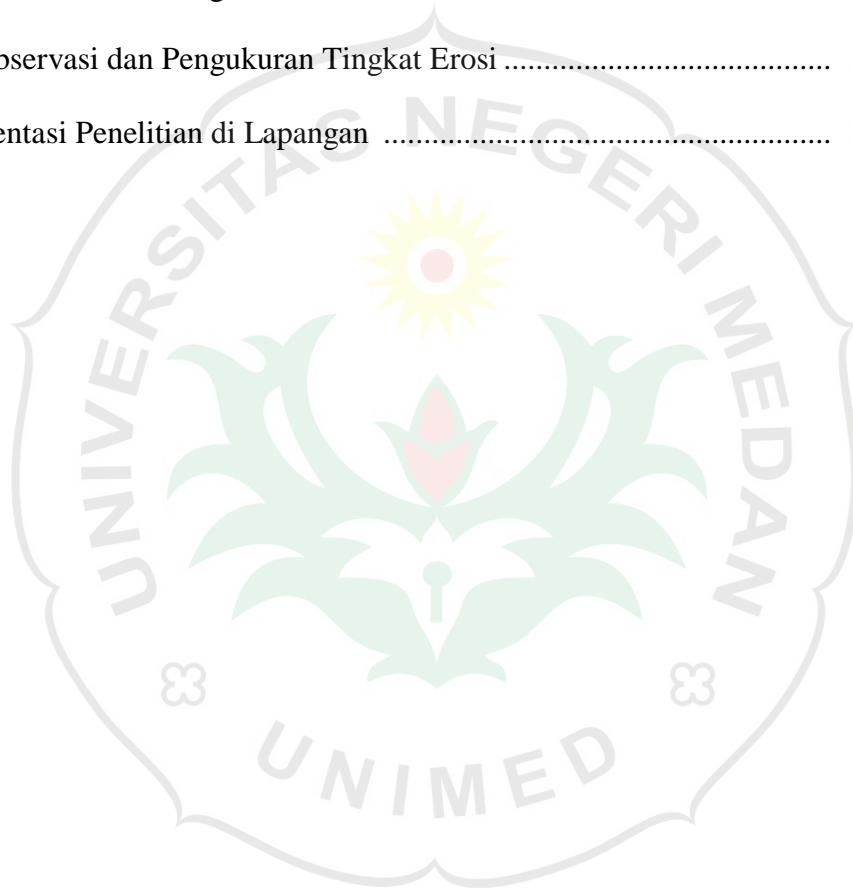 bservasi dan Pengukuran Tingkat Erosi ..........................................
entasi Penelitian di Lapangan .........................................................
UNIVERSITAS NEGERI MEDAN
UNIMED